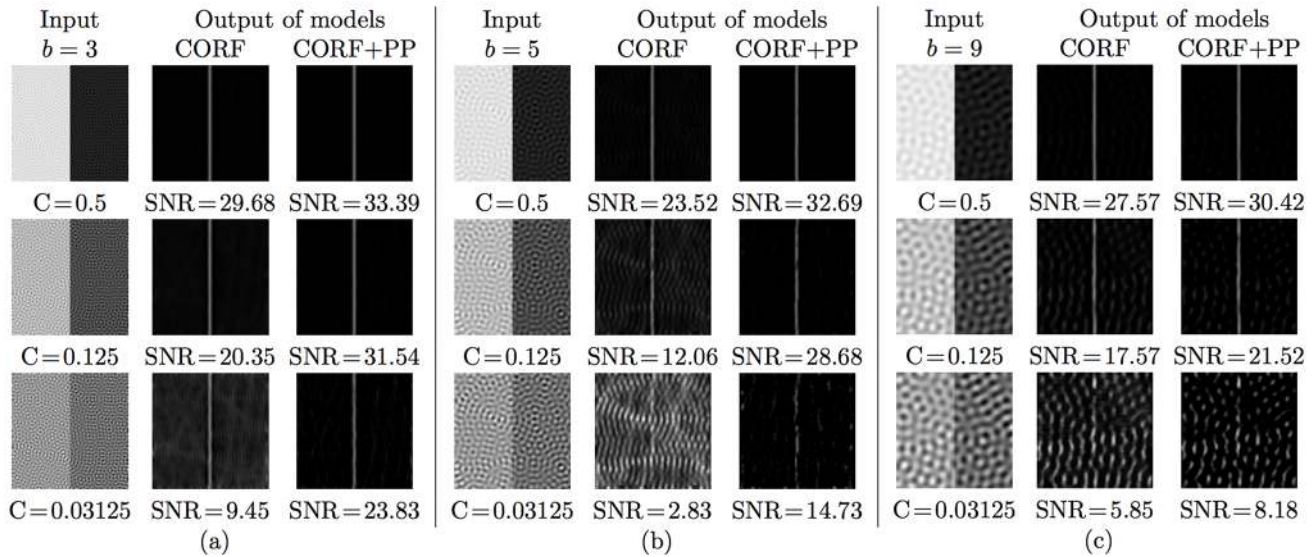 Input Output of models
b = 3 CORF CORF+PP
C=0.5 SNR=29.68 SNR=33.39
C=0.125 SNR=20.35 SNR=31.54
C=0.03125 SNR=9.45 SNR=23.83
(a)
Input Output of models
b = 5 CORF CORF+PP
C=0.5 SNR=23.52 SNR=32.69
C=0.125 SNR=12.06 SNR=28.68
C=0.03125 SNR=2.83 SNR=14.73
(b)
Input Output of models
b = 9 CORF CORF+PP
C=0.5 SNR=27.57 SNR=30.42
C=0.125 SNR=17.57 SNR=21.52
C=0.03125 SNR=5.85 SNR=8.18
(c)